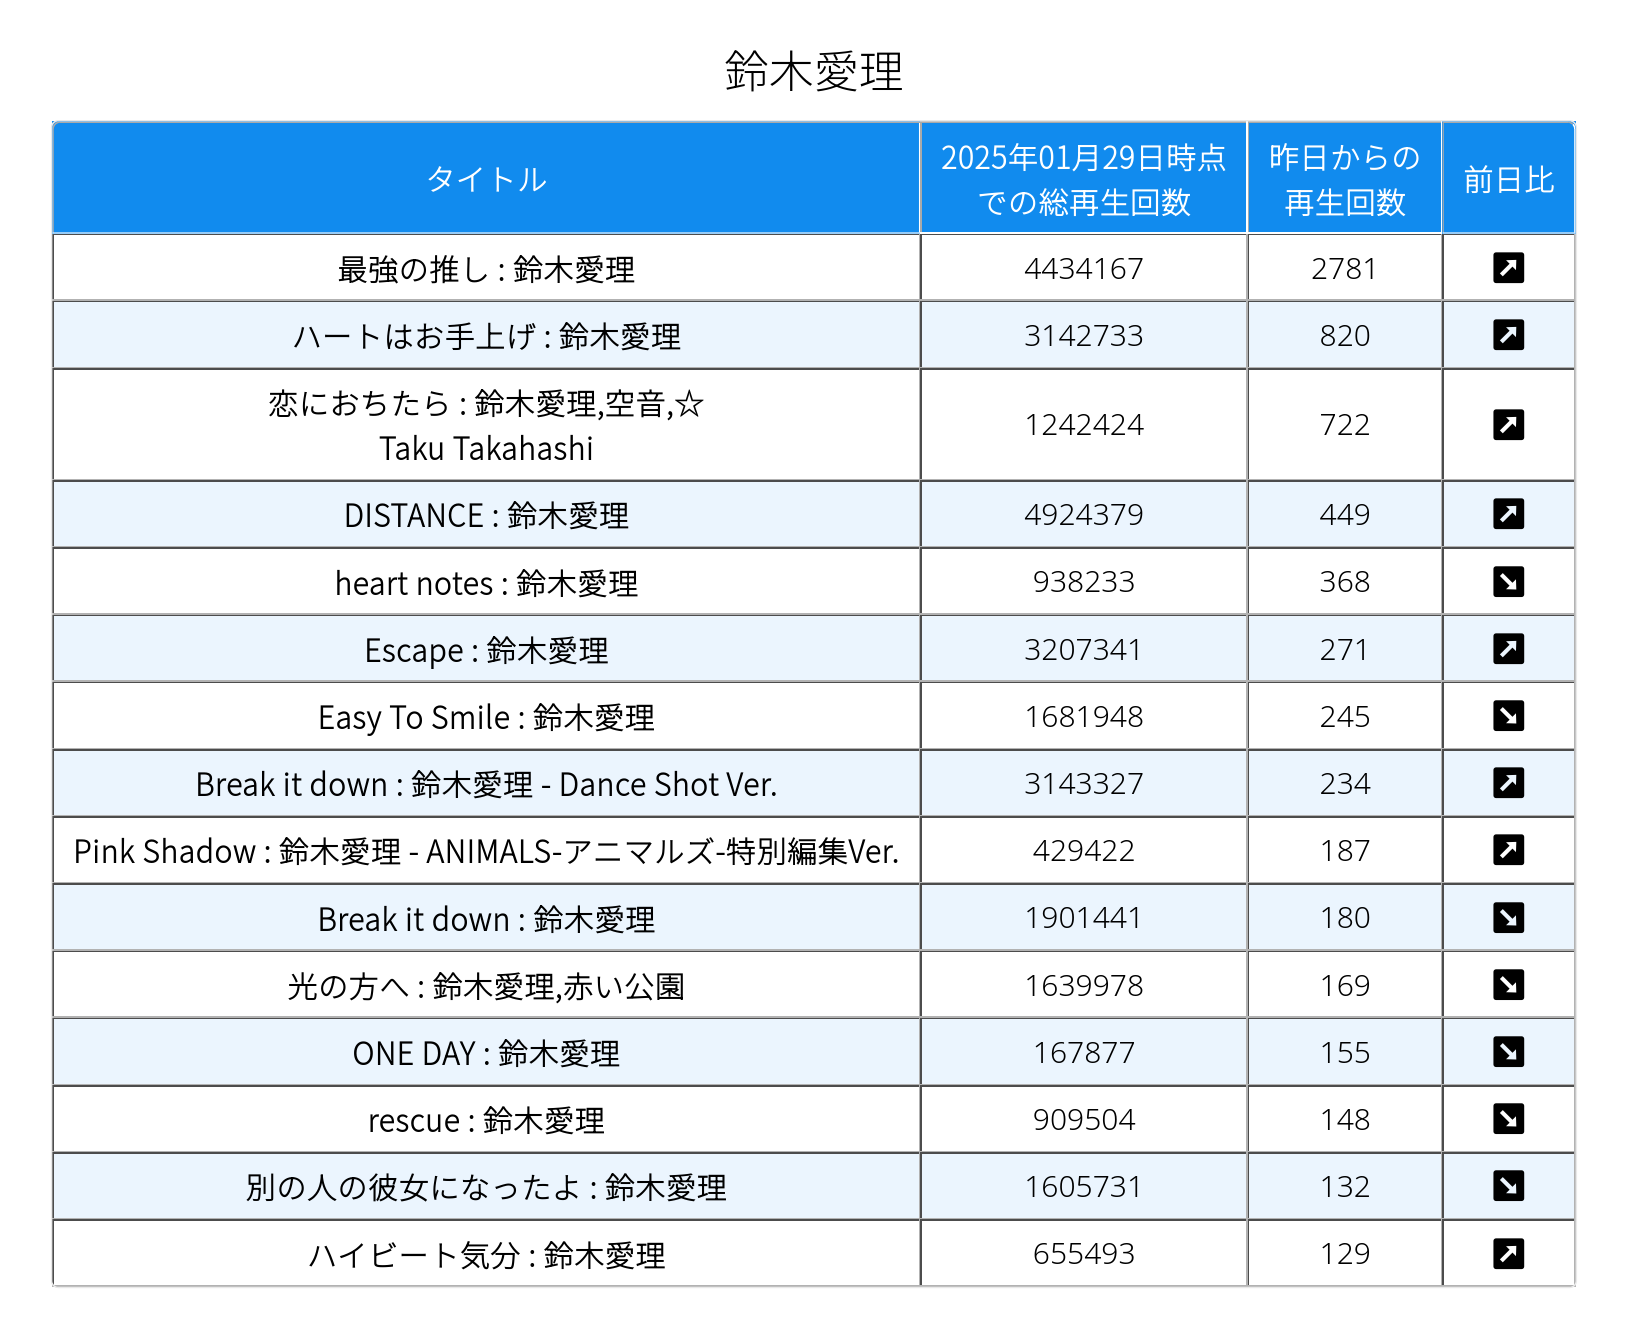 鈴木愛理
タイトル
2025年01月29日時点
での総再生回数
昨日からの
再生回数
前日比
最強の推し : 鈴木愛理 4434167 2781
ハートはお手上げ : 鈴木愛理 3142733 820
恋におちたら : 鈴木愛理,空音,☆
Taku Takahashi
1242424 722
DISTANCE : 鈴木愛理 4924379 449
heart notes : 鈴木愛理 938233 368
Escape : 鈴木愛理 3207341 271
Easy To Smile : 鈴木愛理 1681948 245
Break it down : 鈴木愛理 - Dance Shot Ver. 3143327 234
Pink Shadow : 鈴木愛理 - ANIMALS-アニマルズ-特別編集Ver. 429422 187
Break it down : 鈴木愛理 1901441 180
光の方へ : 鈴木愛理,赤い公園 1639978 169
ONE DAY : 鈴木愛理 167877 155
rescue : 鈴木愛理 909504 148
別の人の彼女になったよ : 鈴木愛理 1605731 132
ハイビート気分 : 鈴木愛理 655493 129